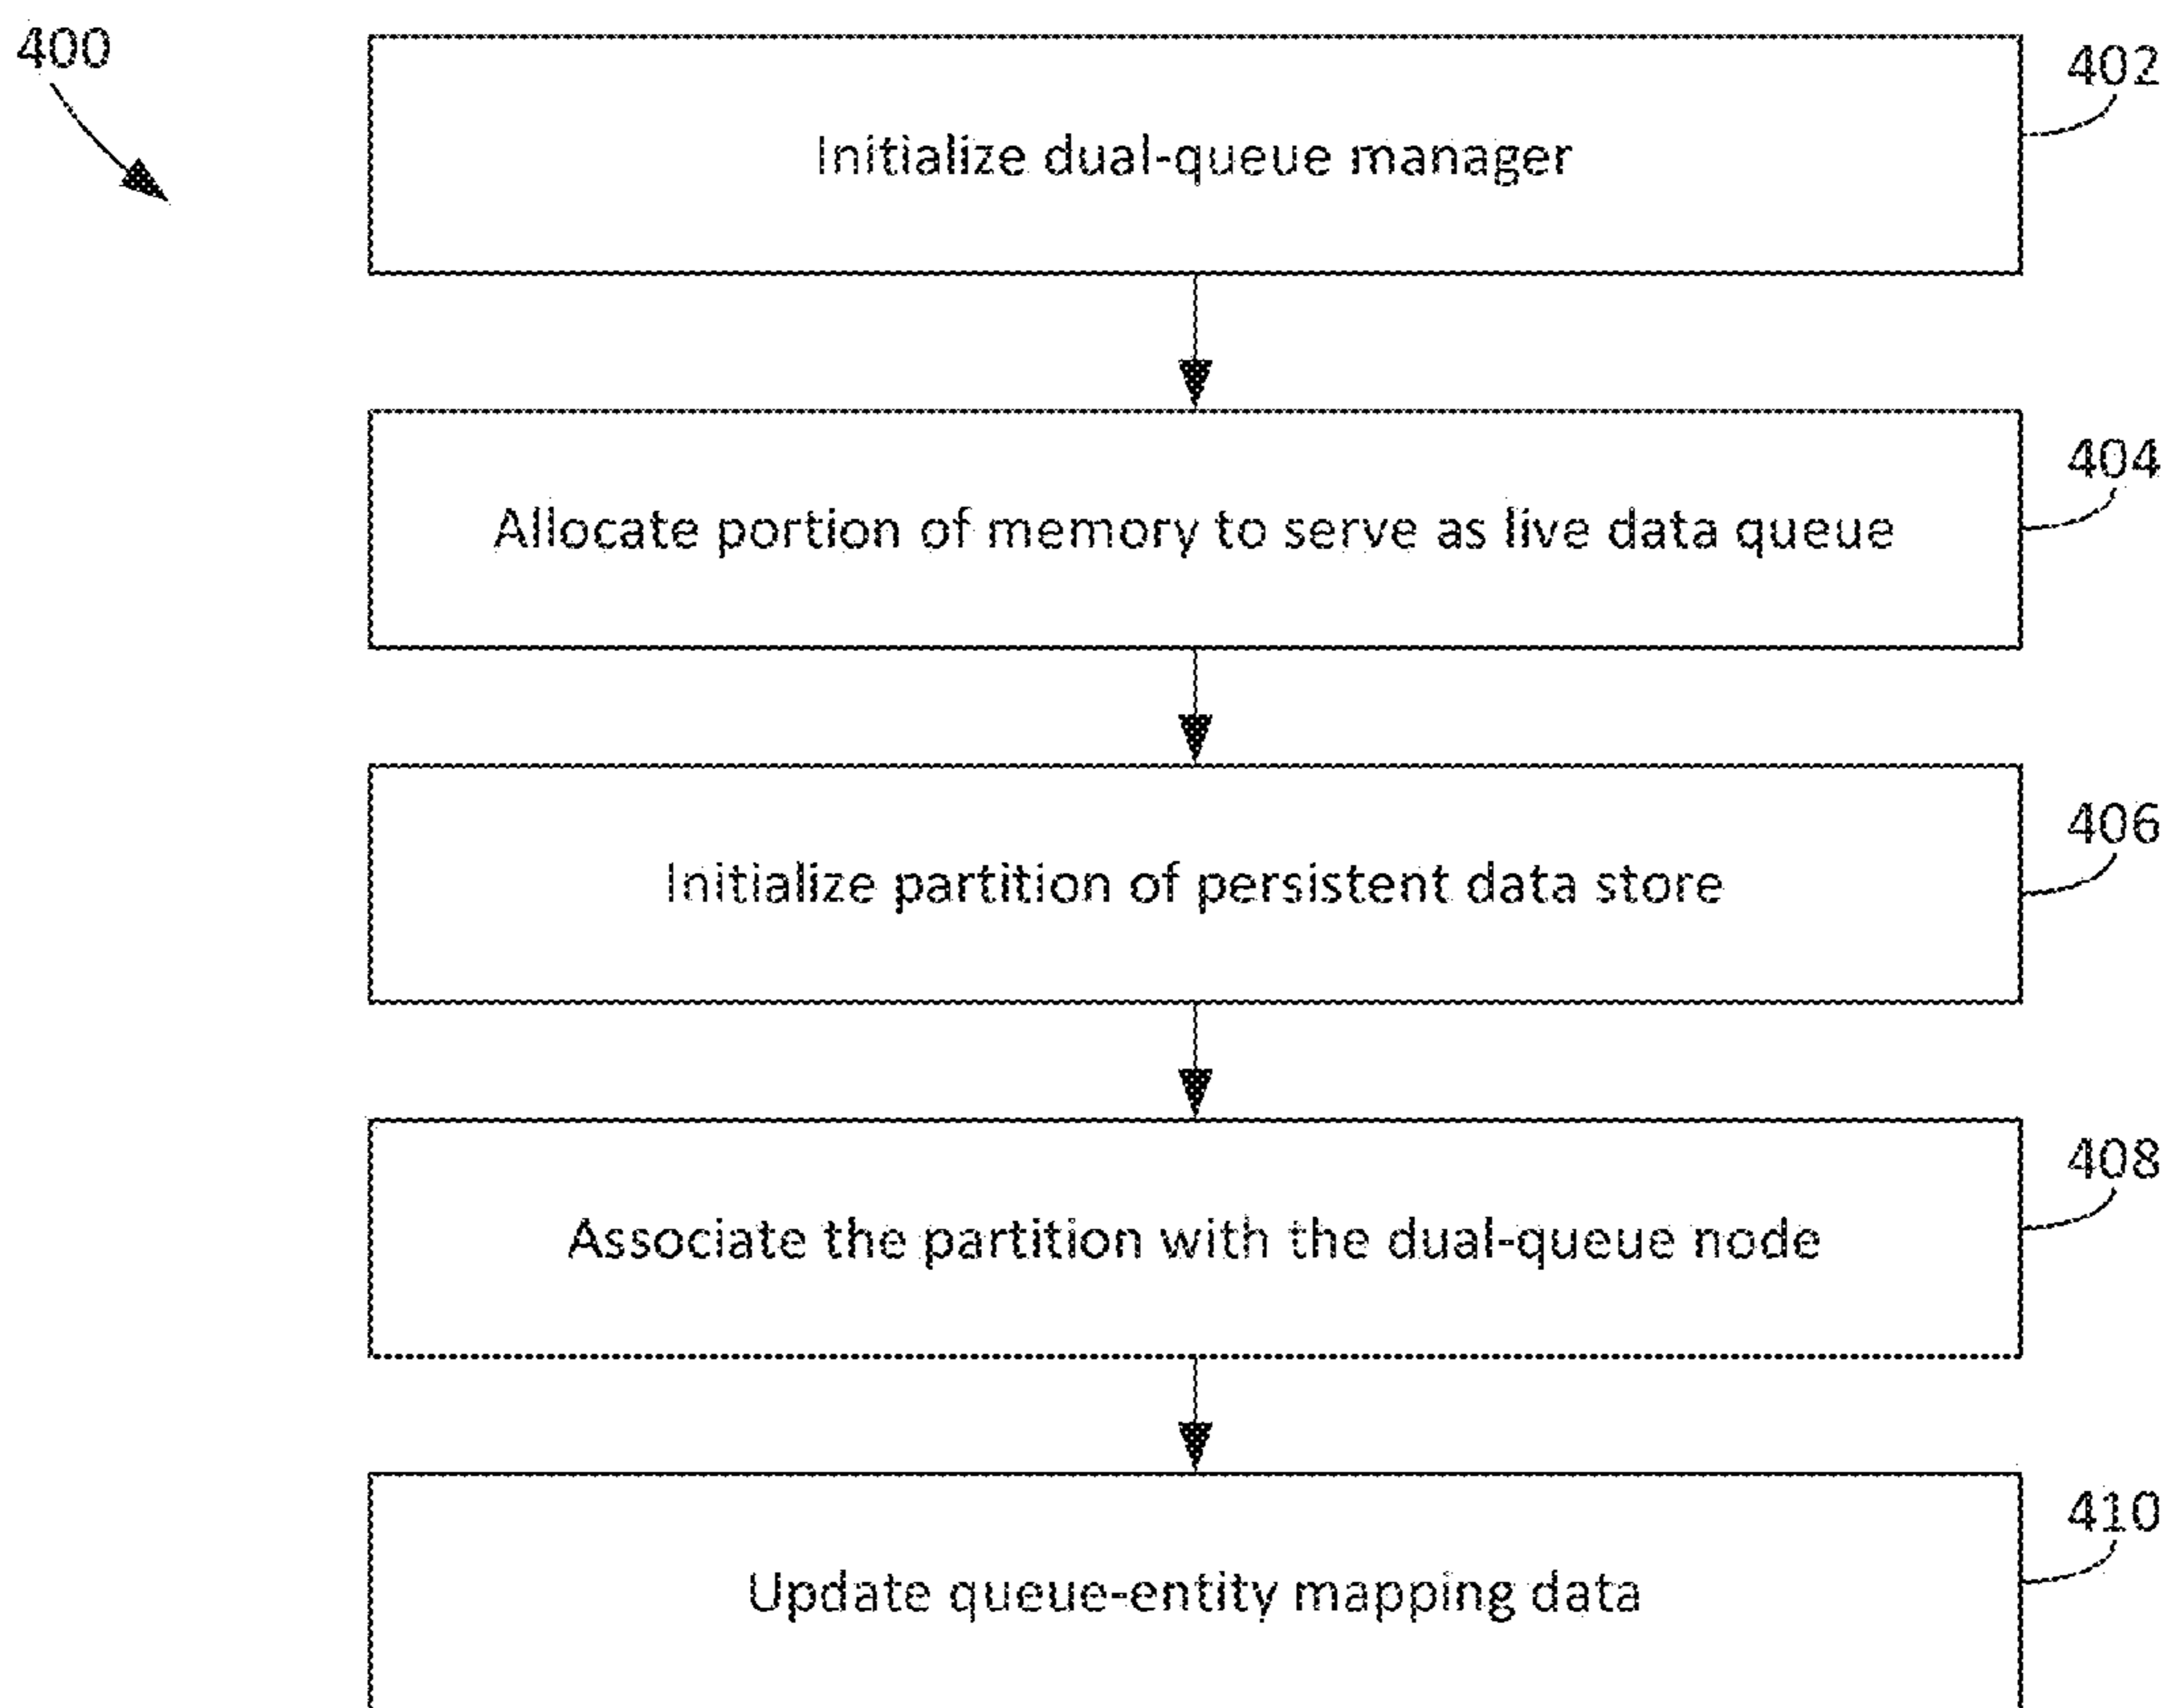 400
402
Initialize dual-queue manager
404
Allocate portion of memory to serve as live data queue
406
Initialize partition of persistent data store
408
Associate the partition with the dual-queue node
410
Update queue-entity mapping data